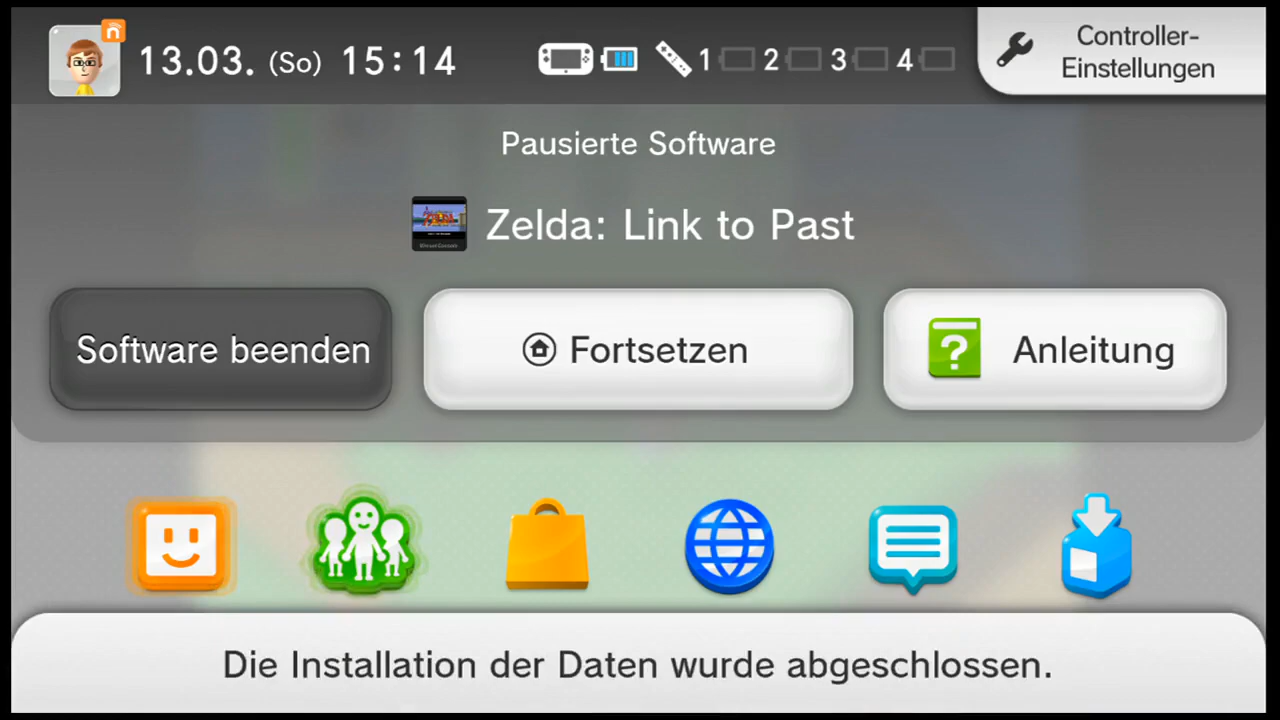 13.03. (So) 15:14
1 2 3 4
Controller-
Einstellungen
Pausierte Software
Zelda: Link to Past
Software beenden
Fortsetzen
? Anleitung
Die Installation der Daten wurde abgeschlossen.